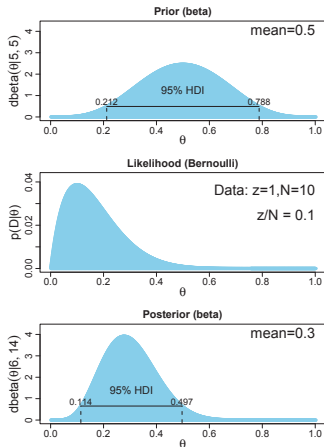 Prior (beta)
mean=0.5
dbeta(θ|5, 5)
0 1 2 3 4
95% HDI
0.212
0.788
0.0 0.2 0.4 0.6 0.8 1.0
θ
Likelihood (Bernoulli)
Data: z=1,N=10
z/N = 0.1
p(D|θ)
0.00 0.02 0.04
0.0 0.2 0.4 0.6 0.8 1.0
θ
Posterior (beta)
mean=0.3
dbeta(θ|6, 14)
0 1 2 3 4
95% HDI
0.114
0.497
0.0 0.2 0.4 0.6 0.8 1.0
θ